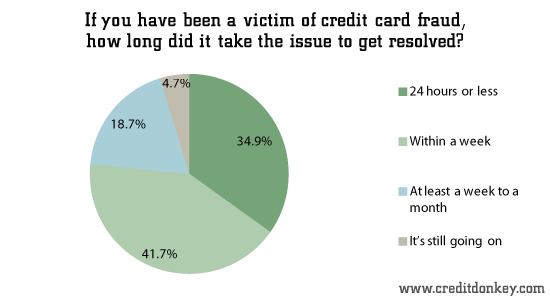 If you have been a victim of credit card fraud,
how long did it take the issue to get resolved?
4.7%
18.7%
34.9%
41.7%
24 hours or less
Within a week
At least a week to a
month
It's still going on
www.creditdonkey.com